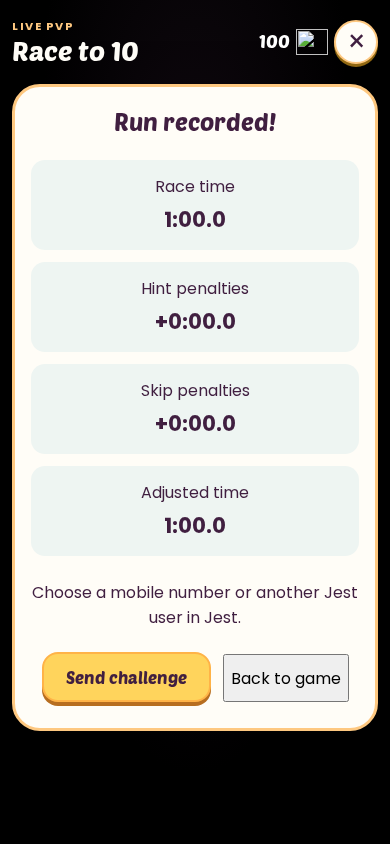 LIVE PVP
Race to 10
100
×
Run recorded!
Race time
1:00.0
Hint penalties
+0:00.0
Skip penalties
+0:00.0
Adjusted time
1:00.0
Choose a mobile number or another Jest
user in Jest.
Send challenge
Back to game